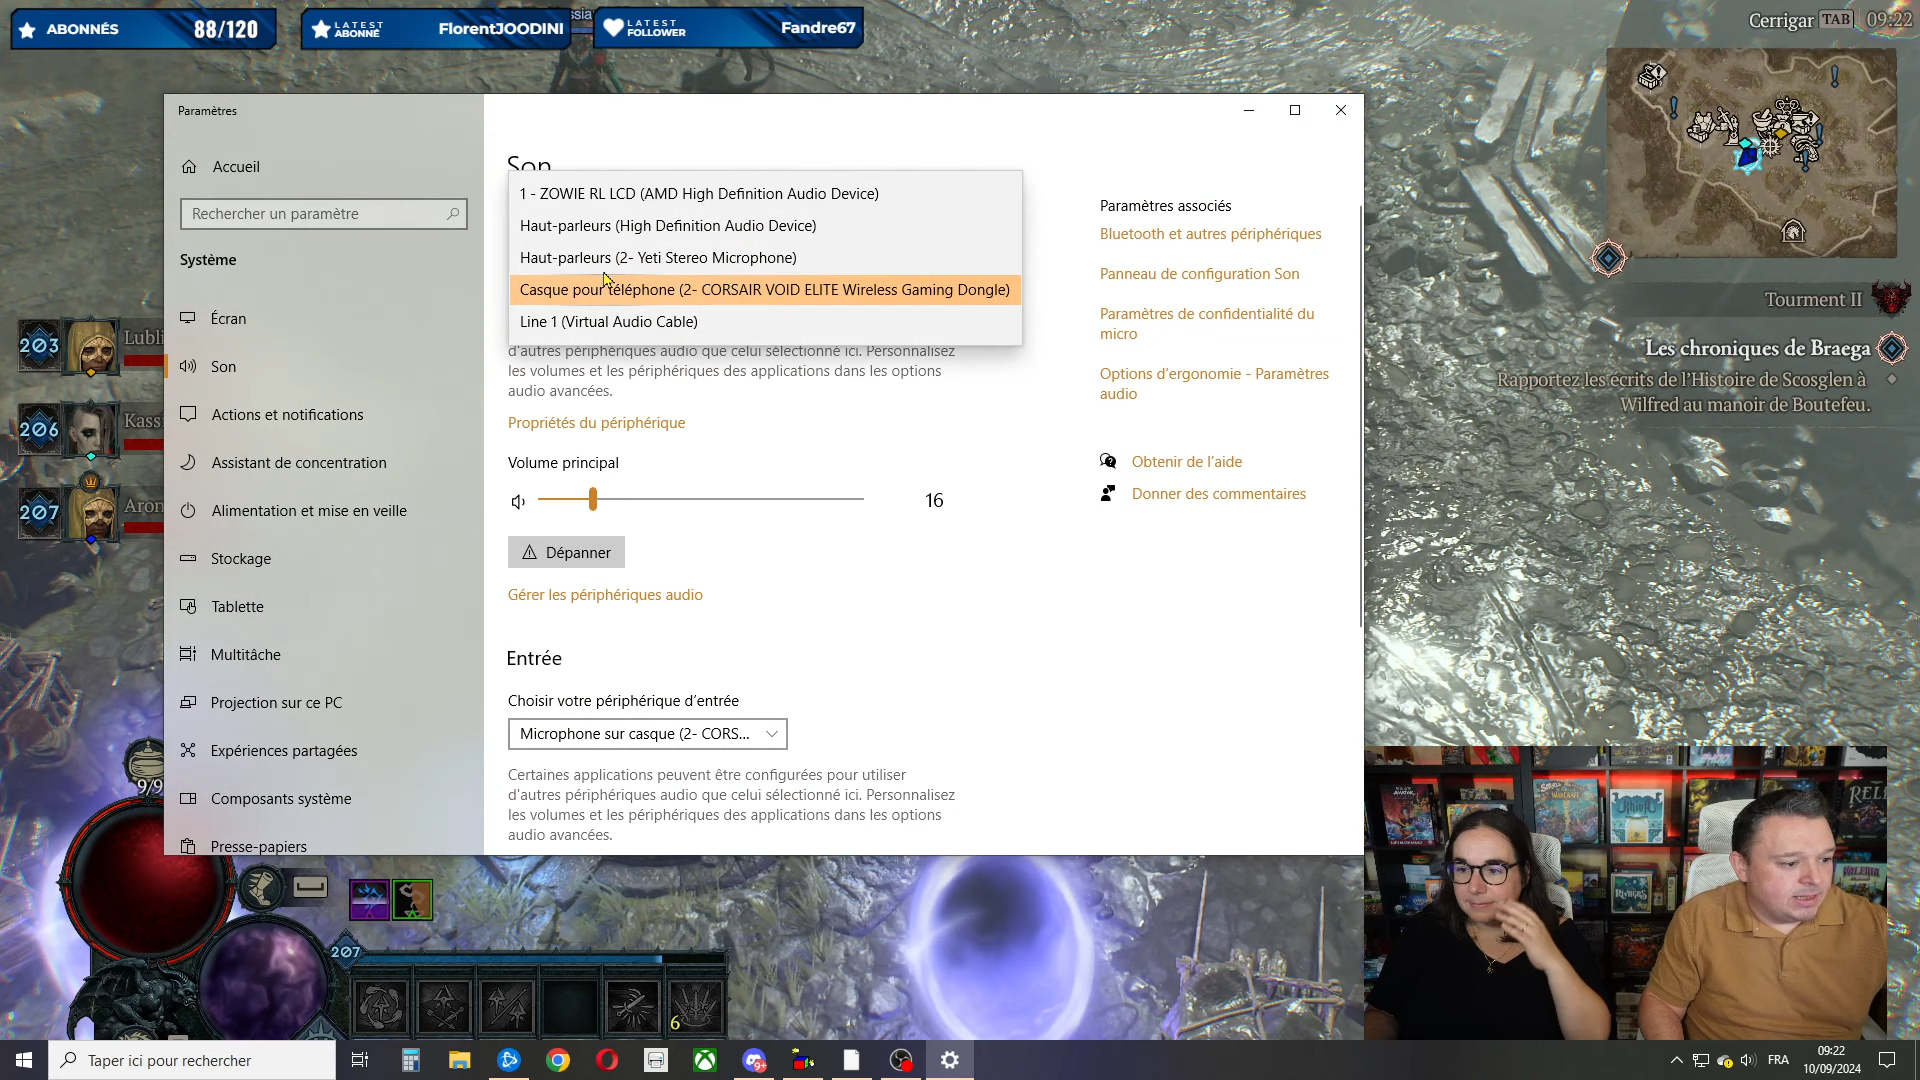 ABONNÉS 88/120
LATEST ABONNÉ FlorentJOODINI
LATEST FOLLOWER Fandre67
Cerrigar TAB 09:22
Paramètres
Accueil
Rechercher un paramètre
Système
Écran
Son
Actions et notifications
Assistant de concentration
Alimentation et mise en veille
Stockage
Tablette
Multitâche
Projection sur ce PC
Expériences partagées
Composants système
Presse-papiers
Son
1 - ZOWIE RL LCD (AMD High Definition Audio Device)
Haut-parleurs (High Definition Audio Device)
Haut-parleurs (2- Yeti Stereo Microphone)
Casque pour téléphone (2- CORSAIR VOID ELITE Wireless Gaming Dongle)
Line 1 (Virtual Audio Cable)
d'autres périphériques audio que celui sélectionné ici. Personnalisez
les volumes et les périphériques des applications dans les options
audio avancées.
Propriétés du périphérique
Volume principal
16
Dépanner
Gérer les périphériques audio
Entrée
Choisir votre périphérique d'entrée
Microphone sur casque (2- CORS...
Certaines applications peuvent être configurées pour utiliser
d'autres périphériques audio que celui sélectionné ici. Personnalisez
les volumes et les périphériques des applications dans les options
audio avancées.
Paramètres associés
Bluetooth et autres périphériques
Panneau de configuration Son
Paramètres de confidentialité du
micro
Options d'ergonomie - Paramètres
audio
Obtenir de l'aide
Donner des commentaires
Tourment II
Les chroniques de Braega
Rapportez les écrits de l'Histoire de Scosglen à
Wilfred au manoir de Boutefeu.
203 Lubli
206 Kass
207 Aron
9/9
207
6
Taper ici pour rechercher
9+
FRA
09:22
10/09/2024